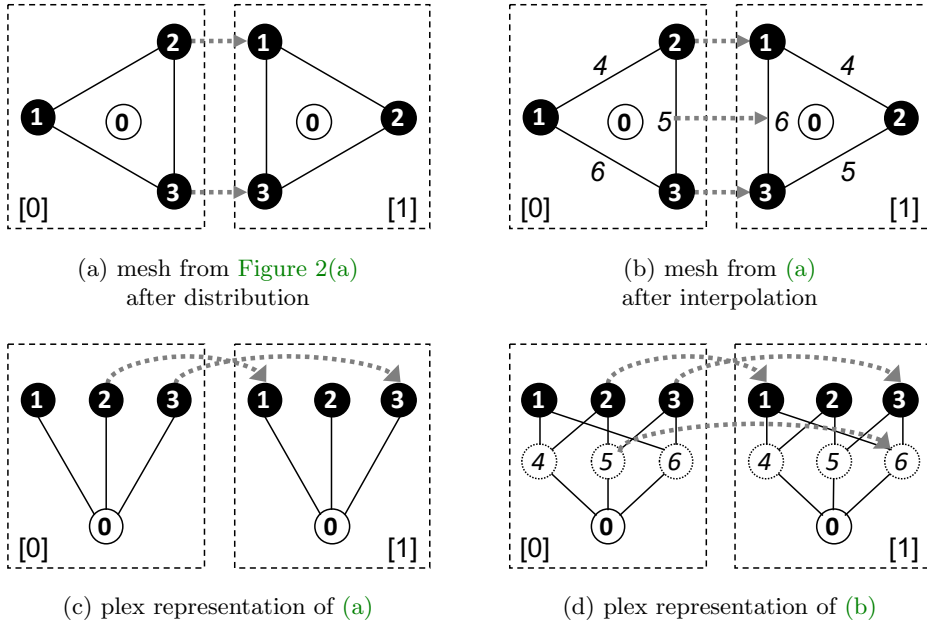 2 1 1 4 2 1 4
1 0 0 2 1 0 5 6 0 2
3 3 6 3 3 5
[0] [1] [0] [1]
(a) mesh from Figure 2(a)
after distribution
(b) mesh from (a)
after interpolation
1 2 3 1 2 3 1 2 3 1 2 3
4 5 6 4 5 6
0 0 0 0
[0] [1] [0] [1]
(c) plex representation of (a)
(d) plex representation of (b)